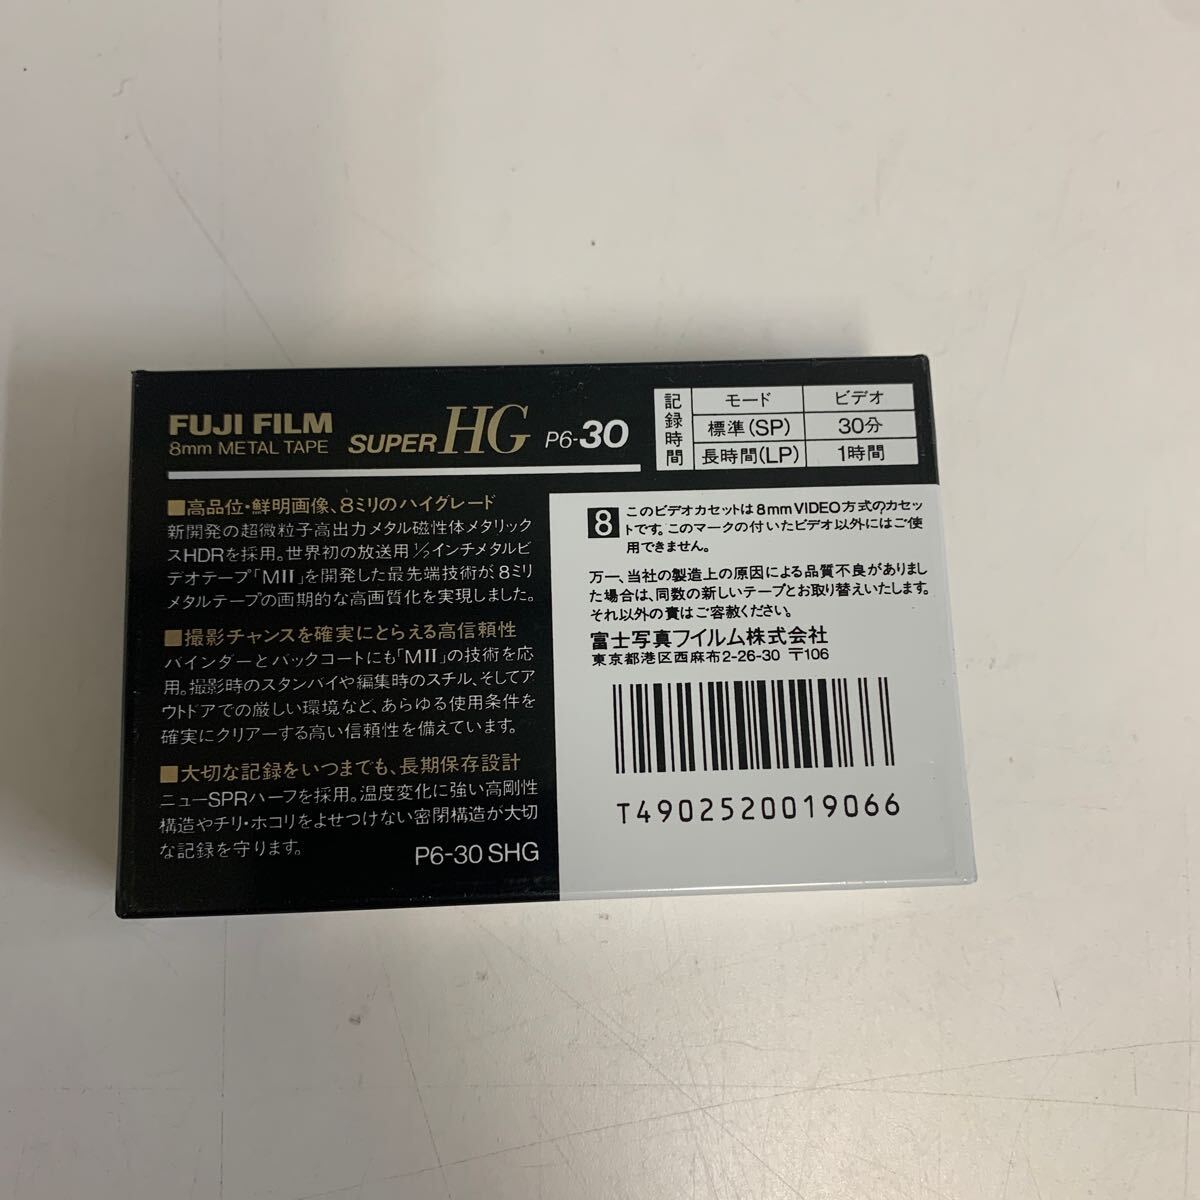 FUJI FILM
8mm METAL TAPE
SUPER HG P6-30
記録時間
モード ビデオ
標準(SP) 30分
長時間(LP) 1時間
■高品位・鮮明画像、8ミリのハイグレード
新開発の超微粒子高出力メタル磁性体メタリック
スHDRを採用。世界初の放送用1/2インチメタルビ
デオテープ「MII」を開発した最先端技術が8ミリ
メタルテープの画期的な高画質化を実現しました。
■撮影チャンスを確実にとらえる高信頼性
バインダーとバックコートにも「MII」の技術を応
用。撮影時のスタンバイや編集時のスチル、そしてア
ウトドアでの厳しい環境など、あらゆる使用条件を
確実にクリアーする高い信頼性を備えています。
■大切な記録をいつまでも、長期保存設計
ニューSPRハーフを採用。温度変化に強い高剛性
構造やチリ・ホコリをよせつけない密閉構造が大切
な記録を守ります。
P6-30 SHG
8 このビデオカセットは8mmVIDEO方式のカセッ
トです。このマークの付いたビデオ以外にはご使
用できません。
万一、当社の製造上の原因による品質不良がありまし
た場合は、同数の新しいテープとお取り替えいたします。
それ以外の責はご容赦ください。
富士写真フイルム株式会社
東京都港区西麻布2-26-30 〒106
T4902520019066